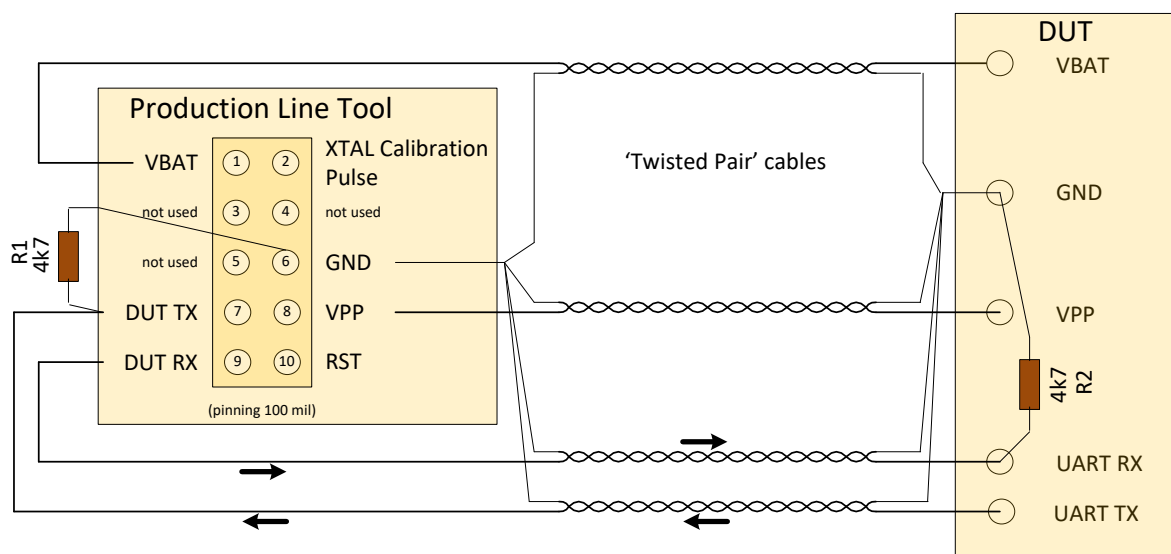 DUT
VBAT
Production Line Tool
VBAT
1
2
XTAL Calibration
Pulse
'Twisted Pair' cables
GND
not used
3
4
not used
R1
4k7
not used
5
6
GND
DUT TX
7
8
VPP
VPP
DUT RX
9
10
RST
4k7
R2
(pinning 100 mil)
UART RX
UART TX